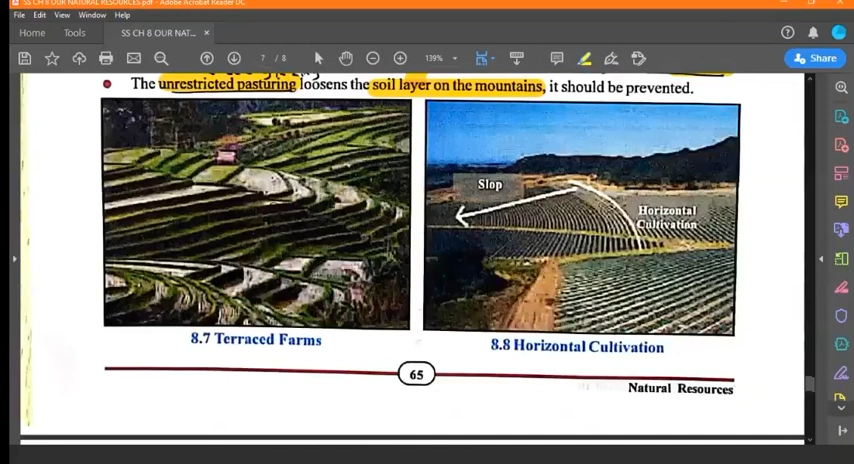 SS CH 8 OUR NATURAL RESOURCES.pdf - Adobe Acrobat Reader DC
File Edit View Window Help
Home Tools SS CH 8 OUR NAT... ×
7 / 8 139% Share
The unrestricted pasturing loosens the soil layer on the mountains, it should be prevented.
Slop
Horizontal
Cultivation
8.7 Terraced Farms
8.8 Horizontal Cultivation
65
Natural Resources